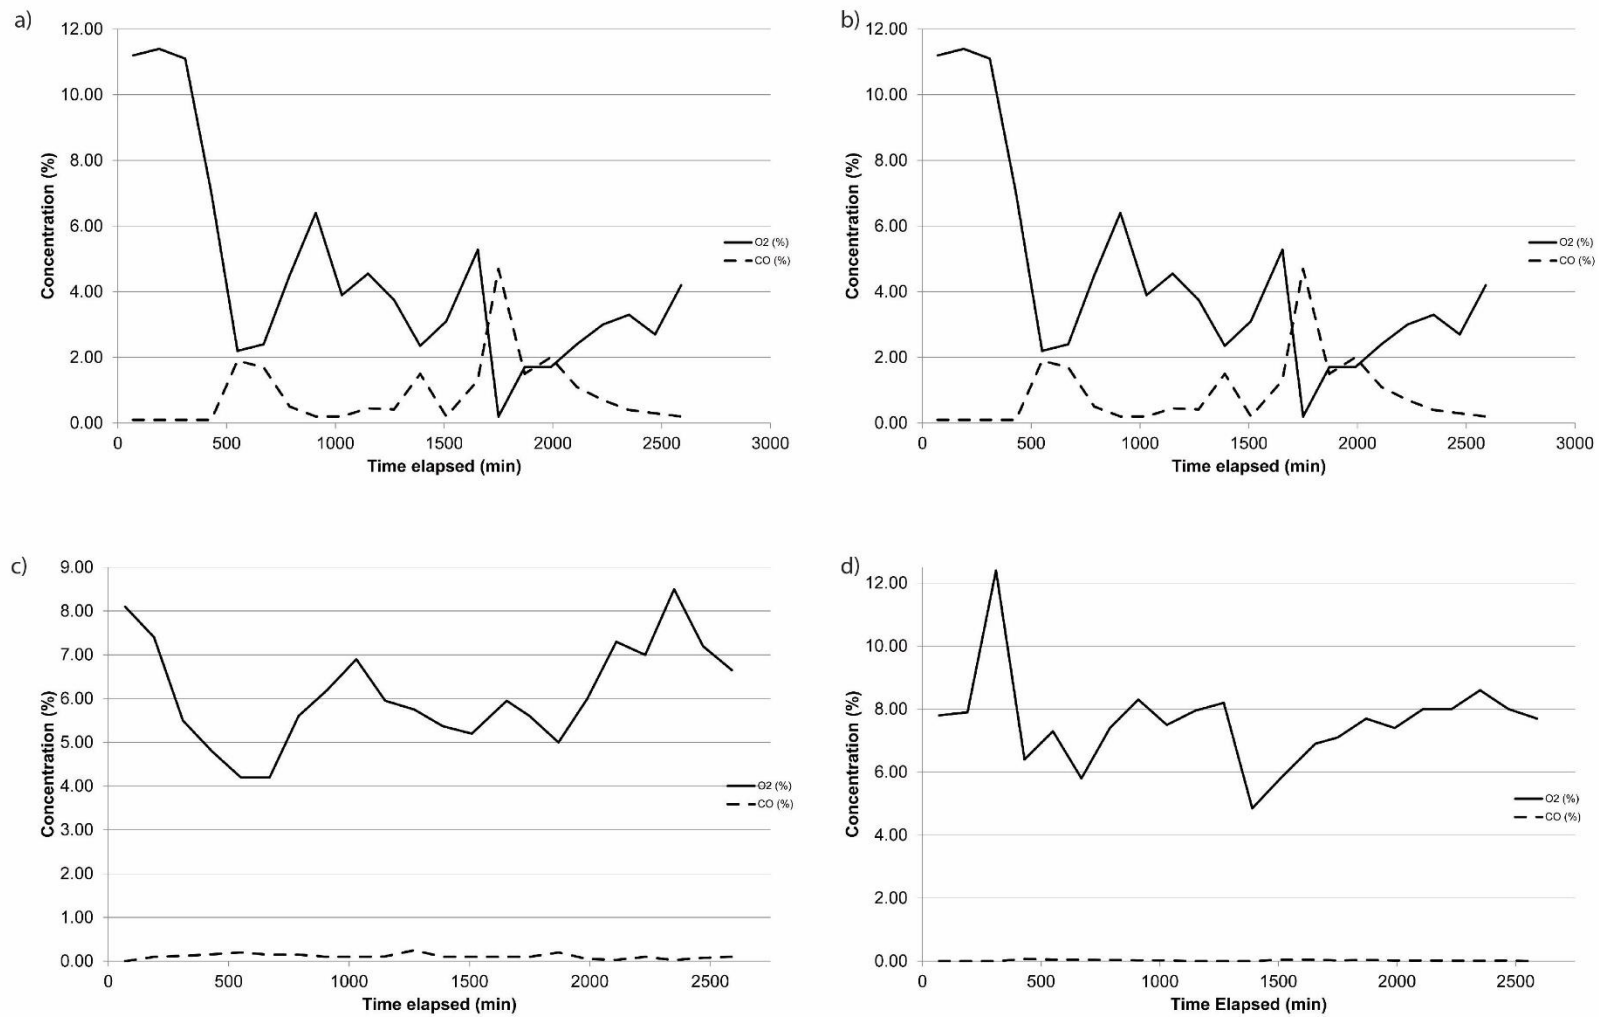 a)
12.00
10.00
8.00
6.00
4.00
2.00
0.00
Concentration (%)
0 500 1000 1500 2000 2500 3000
Time elapsed (min)
O2 (%)
CO (%)
b)
12.00
10.00
8.00
6.00
4.00
2.00
0.00
Concentration (%)
0 500 1000 1500 2000 2500 3000
Time elapsed (min)
O2 (%)
CO (%)
c)
9.00
8.00
7.00
6.00
5.00
4.00
3.00
2.00
1.00
0.00
Concentration (%)
0 500 1000 1500 2000 2500
Time elapsed (min)
O2 (%)
CO (%)
d)
12.00
10.00
8.00
6.00
4.00
2.00
0.00
Concentration (%)
0 500 1000 1500 2000 2500
Time Elapsed (min)
O2 (%)
CO (%)